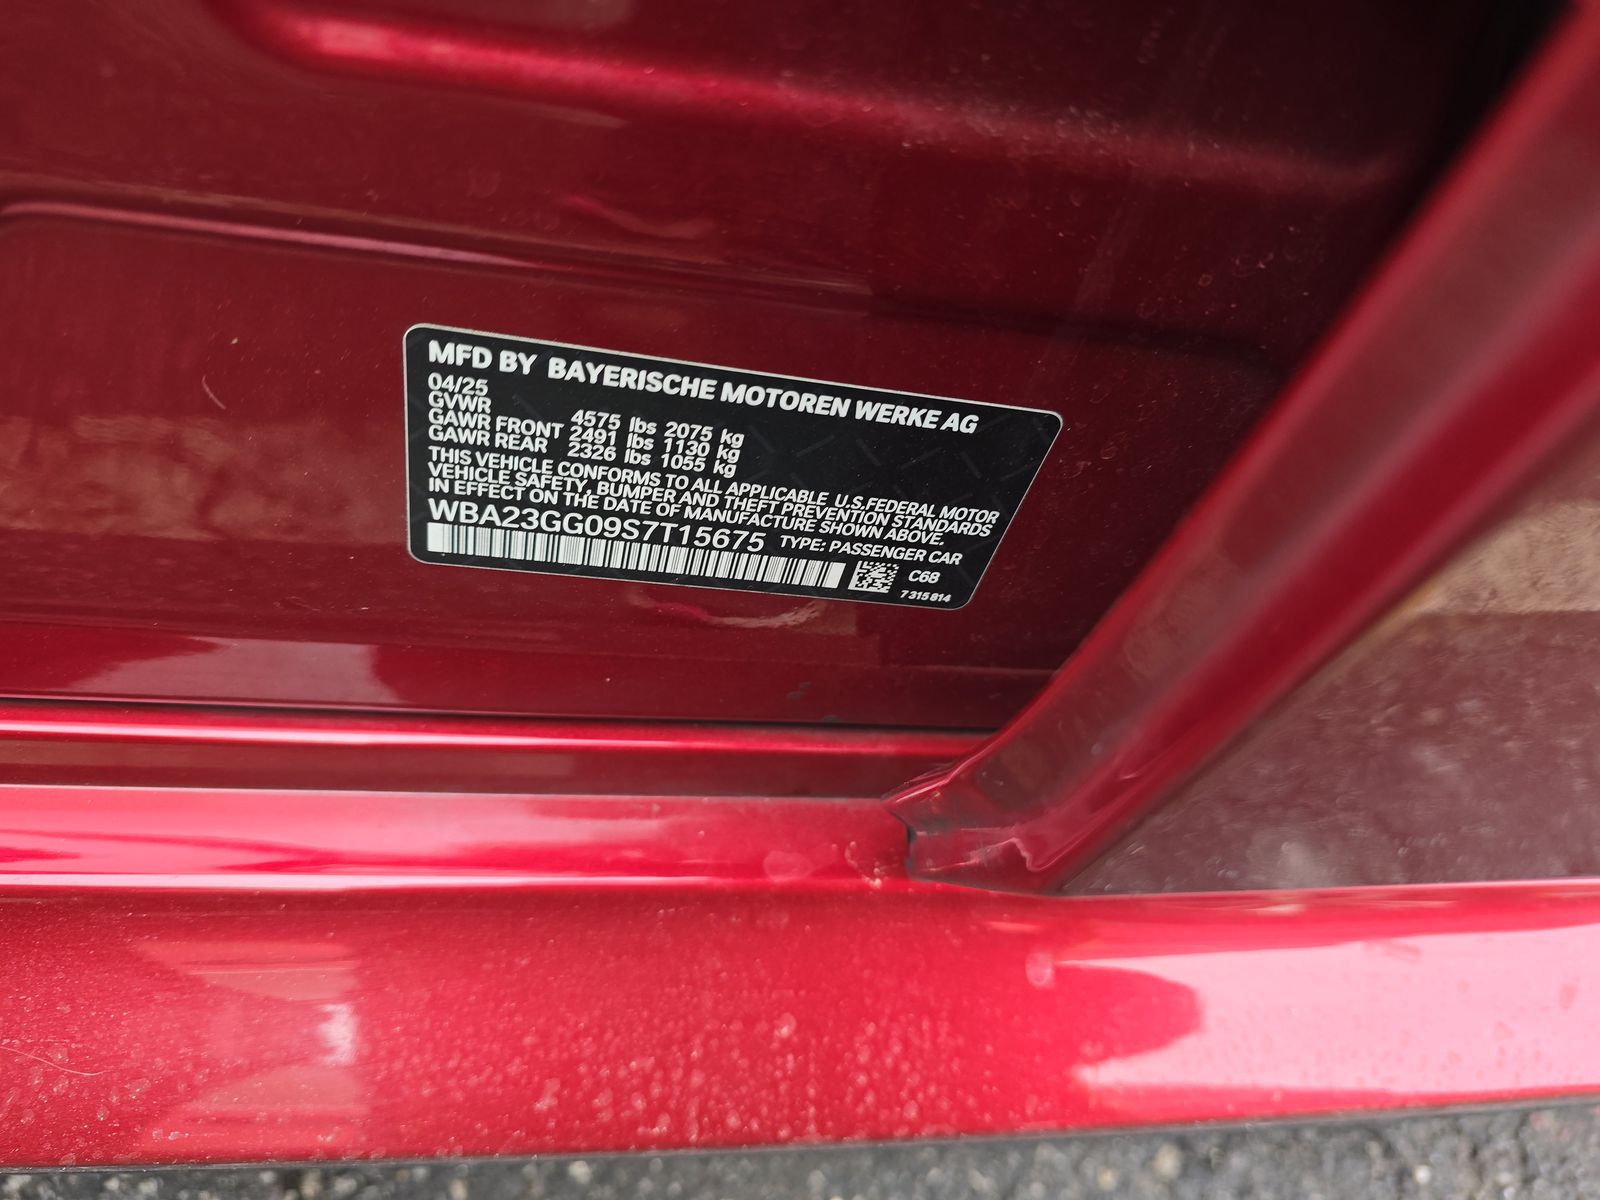 MFD BY BAYERISCHE MOTOREN WERKE AG
04/25
GVWR 4575 lbs 2075 kg
GAWR FRONT 2491 lbs 1130 kg
GAWR REAR 2326 lbs 1055 kg
THIS VEHICLE CONFORMS TO ALL APPLICABLE U.S.FEDERAL MOTOR
VEHICLE SAFETY, BUMPER AND THEFT PREVENTION STANDARDS
IN EFFECT ON THE DATE OF MANUFACTURE SHOWN ABOVE.
WBA23GG09S7T15675 TYPE: PASSENGER CAR
C68
7 315 814